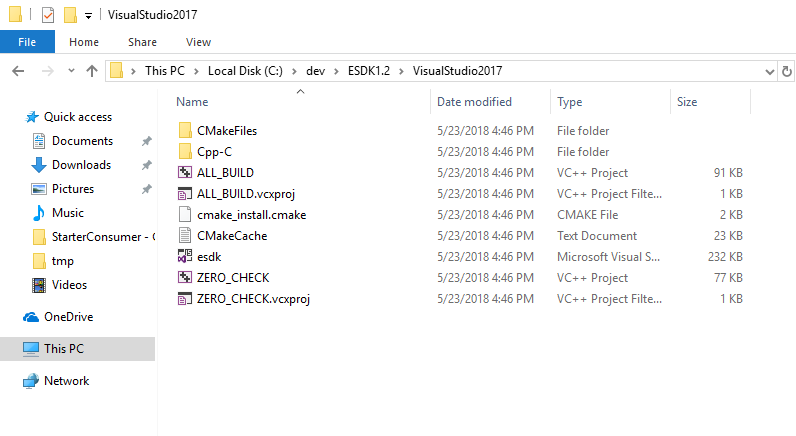 VisualStudio2017
File Home Share View
This PC Local Disk (C:) dev ESDK1.2 VisualStudio2017
Name Date modified Type Size
Quick access
Documents
Downloads
Pictures
Music
StarterConsumer - C
tmp
Videos
OneDrive
This PC
Network
CMakeFiles 5/23/2018 4:46 PM File folder
Cpp-C 5/23/2018 4:46 PM File folder
ALL_BUILD 5/23/2018 4:46 PM VC++ Project 91 KB
ALL_BUILD.vcxproj 5/23/2018 4:46 PM VC++ Project Filte... 1 KB
cmake_install.cmake 5/23/2018 4:46 PM CMAKE File 2 KB
CMakeCache 5/23/2018 4:46 PM Text Document 23 KB
esdk 5/23/2018 4:46 PM Microsoft Visual S... 232 KB
ZERO_CHECK 5/23/2018 4:46 PM VC++ Project 77 KB
ZERO_CHECK.vcxproj 5/23/2018 4:46 PM VC++ Project Filte... 1 KB